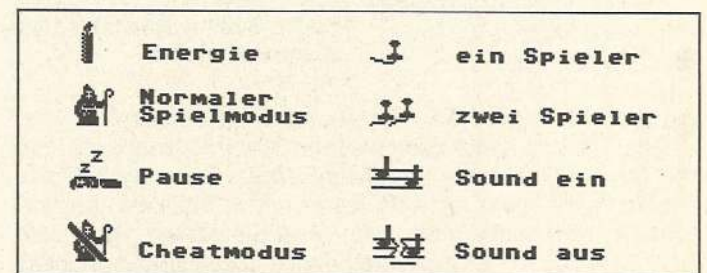 Energie
ein Spieler
Normaler
Spielmodus
zwei Spieler
z z
Pause
Sound ein
Cheatmodus
Sound aus